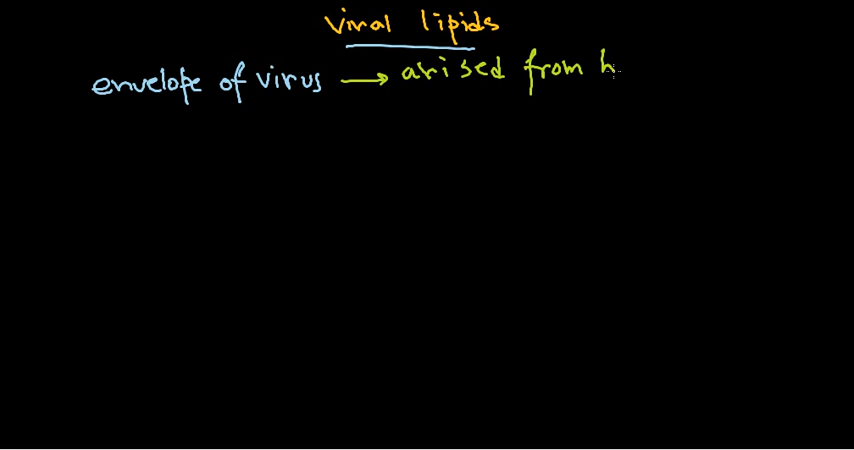 Viral lipids
envelope of virus → arised from h